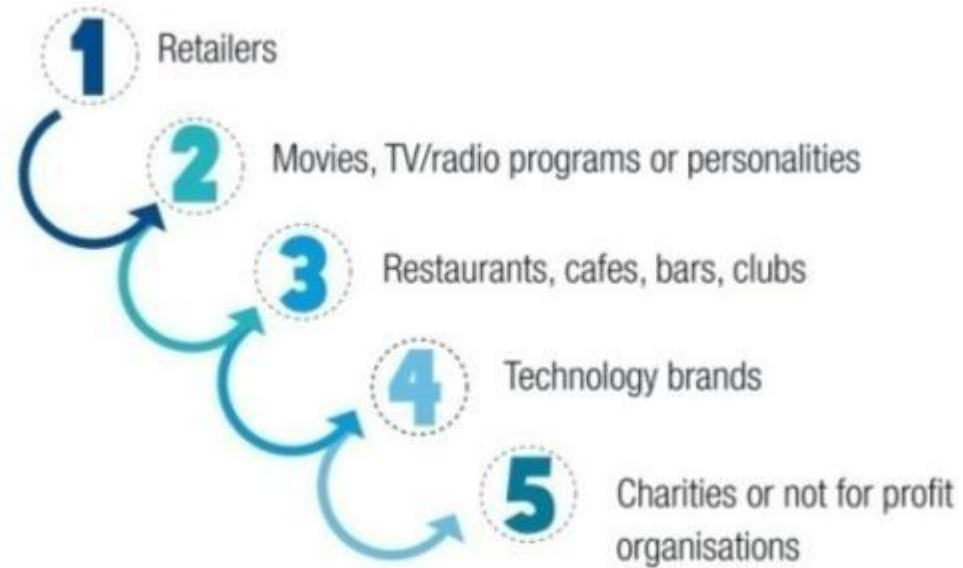 1 Retailers
2 Movies, TV/radio programs or personalities
3 Restaurants, cafes, bars, clubs
4 Technology brands
5 Charities or not for profit
organisations